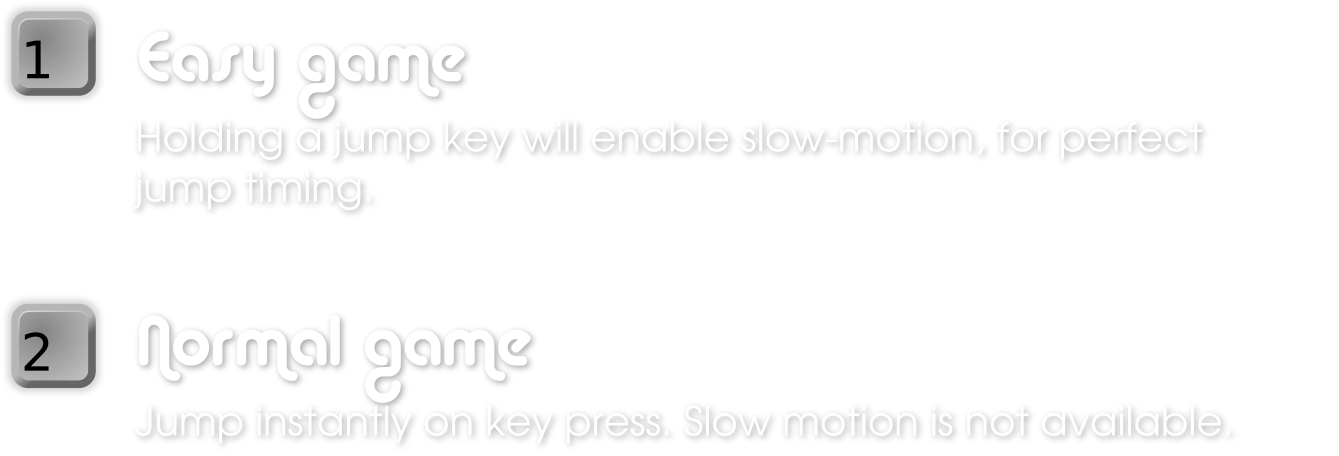 1
Easy game
Holding a jump key will enable slow-motion, for perfect
jump timing.
2
Normal game
Jump instantly on key press. Slow motion is not available.